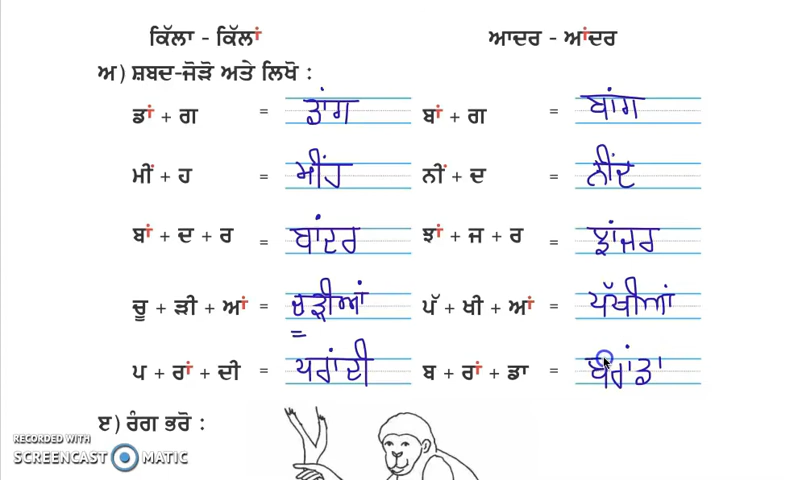 ਕਿੱਲਾ - ਕਿੱਲਾਂ ਆਦਰ - ਆਂਦਰ
ਅ) ਸ਼ਬਦ-ਜੋੜੋ ਅਤੇ ਲਿਖੋ :
ਡਾਂ + ਗ = ਡਾਂਗ ਬਾਂ + ਗ = ਬਾਂਗ
ਮੀਂ + ਹ = ਮੀਂਹ ਨੀਂ + ਦ = ਨੀਂਦ
ਬਾਂ + ਦ + ਰ = ਬਾਂਦਰ ਝਾਂ + ਜ + ਰ = ਝਾਂਜਰ
ਚੂ + ੜੀ + ਆਂ = ਚੂੜੀਆਂ ਪੱ + ਖੀ + ਆਂ = ਪੱਖੀਆਂ
ਪ + ਰਾਂ + ਦੀ = ਪਰਾਂਦੀ ਬ + ਰਾਂ + ਡਾ = ਬਰਾਂਡਾ
ੲ) ਰੰਗ ਭਰੋ :
RECORDED WITH
SCREENCAST MATIC